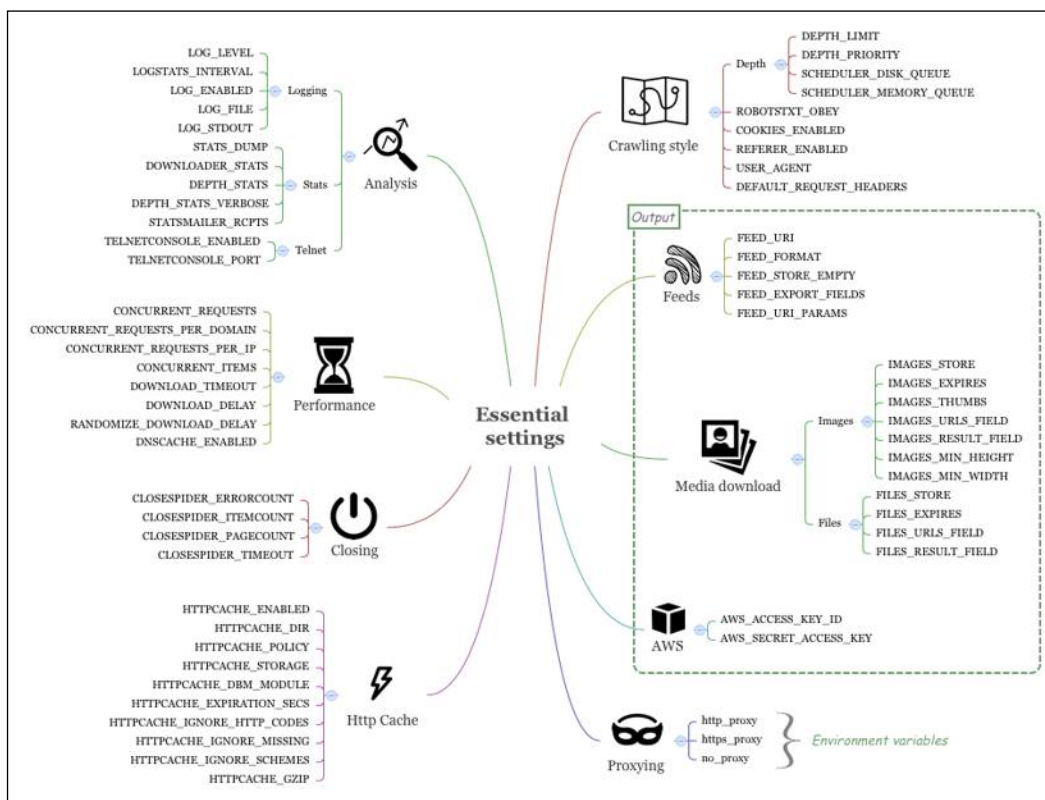 LOG_LEVEL
LOGSTATS_INTERVAL
LOG_ENABLED
LOG_FILE
LOG_STDOUT
Logging
STATS_DUMP
DOWNLOADER_STATS
DEPTH_STATS
DEPTH_STATS_VERBOSE
STATSMAILER_RCPTS
Stats
TELNETCONSOLE_ENABLED
TELNETCONSOLE_PORT
Telnet
Analysis
CONCURRENT_REQUESTS
CONCURRENT_REQUESTS_PER_DOMAIN
CONCURRENT_REQUESTS_PER_IP
CONCURRENT_ITEMS
DOWNLOAD_TIMEOUT
DOWNLOAD_DELAY
RANDOMIZE_DOWNLOAD_DELAY
DNSCACHE_ENABLED
Performance
CLOSESPIDER_ERRORCOUNT
CLOSESPIDER_ITEMCOUNT
CLOSESPIDER_PAGECOUNT
CLOSESPIDER_TIMEOUT
Closing
HTTPCACHE_ENABLED
HTTPCACHE_DIR
HTTPCACHE_POLICY
HTTPCACHE_STORAGE
HTTPCACHE_DBM_MODULE
HTTPCACHE_EXPIRATION_SECS
HTTPCACHE_IGNORE_HTTP_CODES
HTTPCACHE_IGNORE_MISSING
HTTPCACHE_IGNORE_SCHEMES
HTTPCACHE_GZIP
Http Cache
Essential
settings
Crawling style
Depth
DEPTH_LIMIT
DEPTH_PRIORITY
SCHEDULER_DISK_QUEUE
SCHEDULER_MEMORY_QUEUE
ROBOTSTXT_OBEY
COOKIES_ENABLED
REFERER_ENABLED
USER_AGENT
DEFAULT_REQUEST_HEADERS
Output
Feeds
FEED_URI
FEED_FORMAT
FEED_STORE_EMPTY
FEED_EXPORT_FIELDS
FEED_URI_PARAMS
Media download
Images
IMAGES_STORE
IMAGES_EXPIRES
IMAGES_THUMBS
IMAGES_URLS_FIELD
IMAGES_RESULT_FIELD
IMAGES_MIN_HEIGHT
IMAGES_MIN_WIDTH
Files
FILES_STORE
FILES_EXPIRES
FILES_URLS_FIELD
FILES_RESULT_FIELD
AWS
AWS_ACCESS_KEY_ID
AWS_SECRET_ACCESS_KEY
Proxying
http_proxy
https_proxy
no_proxy
Environment variables